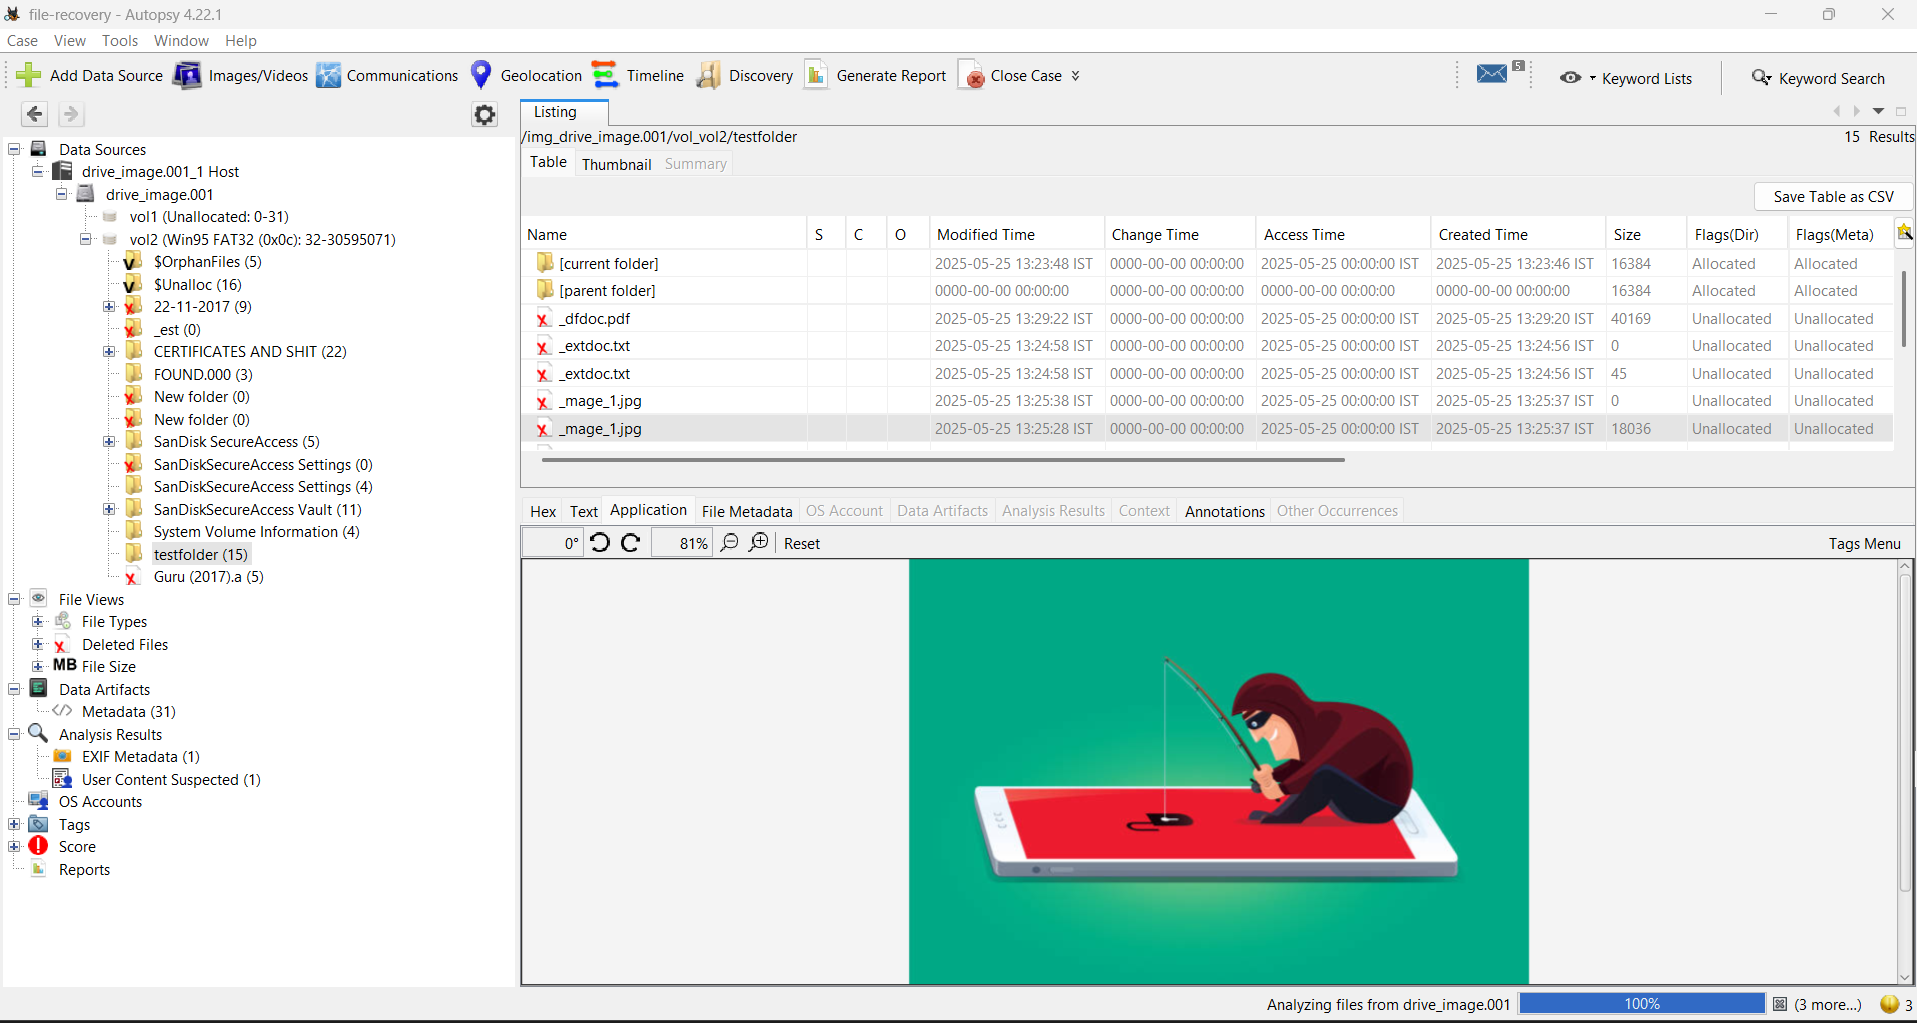 file-recovery - Autopsy 4.22.1
Case View Tools Window Help
Add Data Source Images/Videos Communications Geolocation Timeline Discovery Generate Report Close Case 5 Keyword Lists Keyword Search
Listing
/img_drive_image.001/vol_vol2/testfolder 15 Results
Table Thumbnail Summary
Save Table as CSV
Name S C O Modified Time Change Time Access Time Created Time Size Flags(Dir) Flags(Meta)
[current folder] 2025-05-25 13:23:48 IST 0000-00-00 00:00:00 2025-05-25 00:00:00 IST 2025-05-25 13:23:46 IST 16384 Allocated Allocated
[parent folder] 0000-00-00 00:00:00 0000-00-00 00:00:00 0000-00-00 00:00:00 0000-00-00 00:00:00 16384 Allocated Allocated
_dfdoc.pdf 2025-05-25 13:29:22 IST 0000-00-00 00:00:00 2025-05-25 00:00:00 IST 2025-05-25 13:29:20 IST 40169 Unallocated Unallocated
_extdoc.txt 2025-05-25 13:24:58 IST 0000-00-00 00:00:00 2025-05-25 00:00:00 IST 2025-05-25 13:24:56 IST 0 Unallocated Unallocated
_extdoc.txt 2025-05-25 13:24:58 IST 0000-00-00 00:00:00 2025-05-25 00:00:00 IST 2025-05-25 13:24:56 IST 45 Unallocated Unallocated
_mage_1.jpg 2025-05-25 13:25:38 IST 0000-00-00 00:00:00 2025-05-25 00:00:00 IST 2025-05-25 13:25:37 IST 0 Unallocated Unallocated
_mage_1.jpg 2025-05-25 13:25:28 IST 0000-00-00 00:00:00 2025-05-25 00:00:00 IST 2025-05-25 13:25:37 IST 18036 Unallocated Unallocated
Data Sources
drive_image.001_1 Host
drive_image.001
vol1 (Unallocated: 0-31)
vol2 (Win95 FAT32 (0x0c): 32-30595071)
$OrphanFiles (5)
$Unalloc (16)
22-11-2017 (9)
_est (0)
CERTIFICATES AND SHIT (22)
FOUND.000 (3)
New folder (0)
New folder (0)
SanDisk SecureAccess (5)
SanDiskSecureAccess Settings (0)
SanDiskSecureAccess Settings (4)
SanDiskSecureAccess Vault (11)
System Volume Information (4)
testfolder (15)
Guru (2017).a (5)
File Views
File Types
Deleted Files
MB File Size
Data Artifacts
Metadata (31)
Analysis Results
EXIF Metadata (1)
User Content Suspected (1)
OS Accounts
Tags
Score
Reports
Hex Text Application File Metadata OS Account Data Artifacts Analysis Results Context Annotations Other Occurrences
0° 81% Reset Tags Menu
Analyzing files from drive_image.001 100% (3 more...) 3